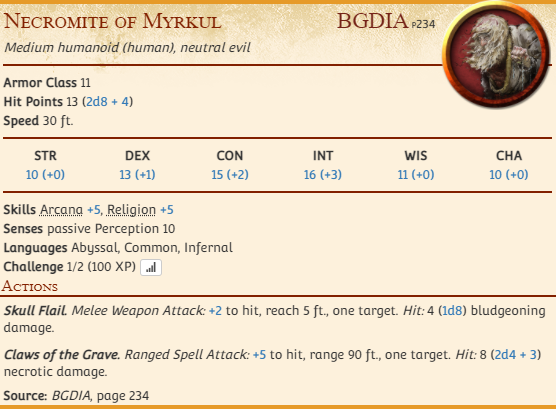 Necromite of Myrkul BGDIA p234
Medium humanoid (human), neutral evil
Armor Class 11
Hit Points 13 (2d8 + 4)
Speed 30 ft.
STR DEX CON INT WIS CHA
10 (+0) 13 (+1) 15 (+2) 16 (+3) 11 (+0) 10 (+0)
Skills Arcana +5, Religion +5
Senses passive Perception 10
Languages Abyssal, Common, Infernal
Challenge 1/2 (100 XP)
Actions
Skull Flail. Melee Weapon Attack: +2 to hit, reach 5 ft., one target. Hit: 4 (1d8) bludgeoning
damage.
Claws of the Grave. Ranged Spell Attack: +5 to hit, range 90 ft., one target. Hit: 8 (2d4 + 3)
necrotic damage.
Source: BGDIA, page 234